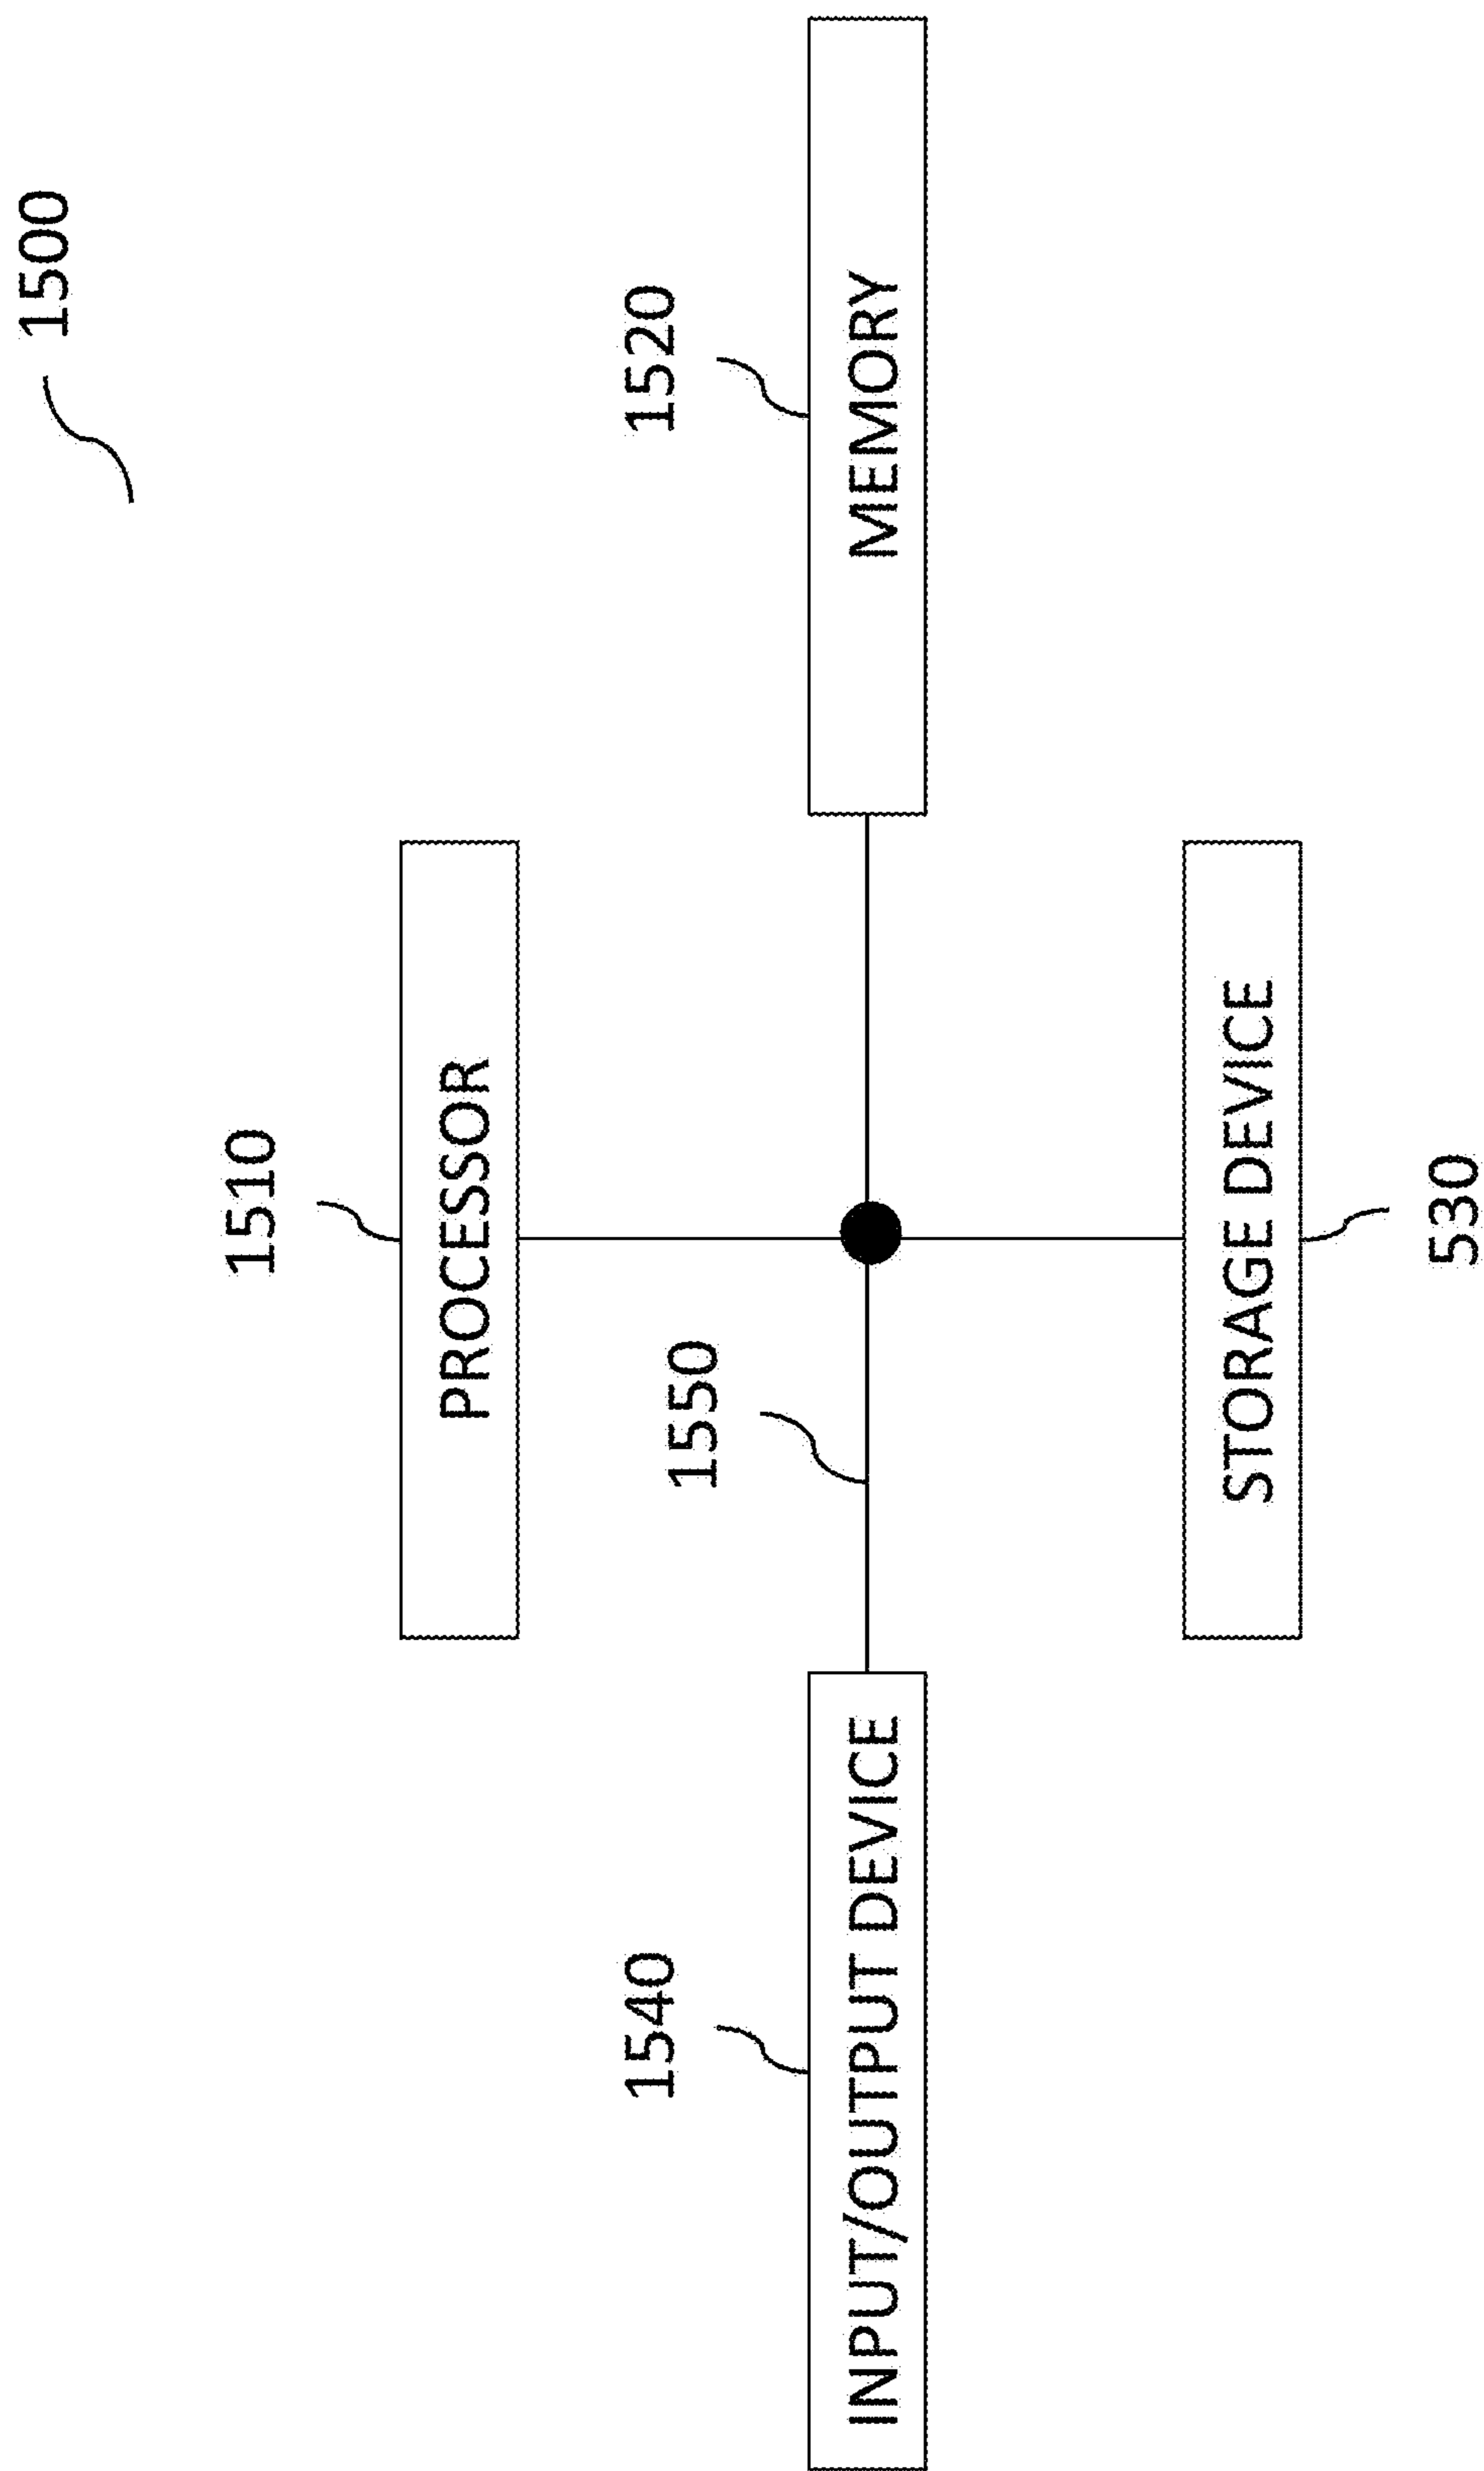 1500
1510
PROCESSOR
1540
INPUT/OUTPUT DEVICE
1550
1520
MEMORY
STORAGE DEVICE
530